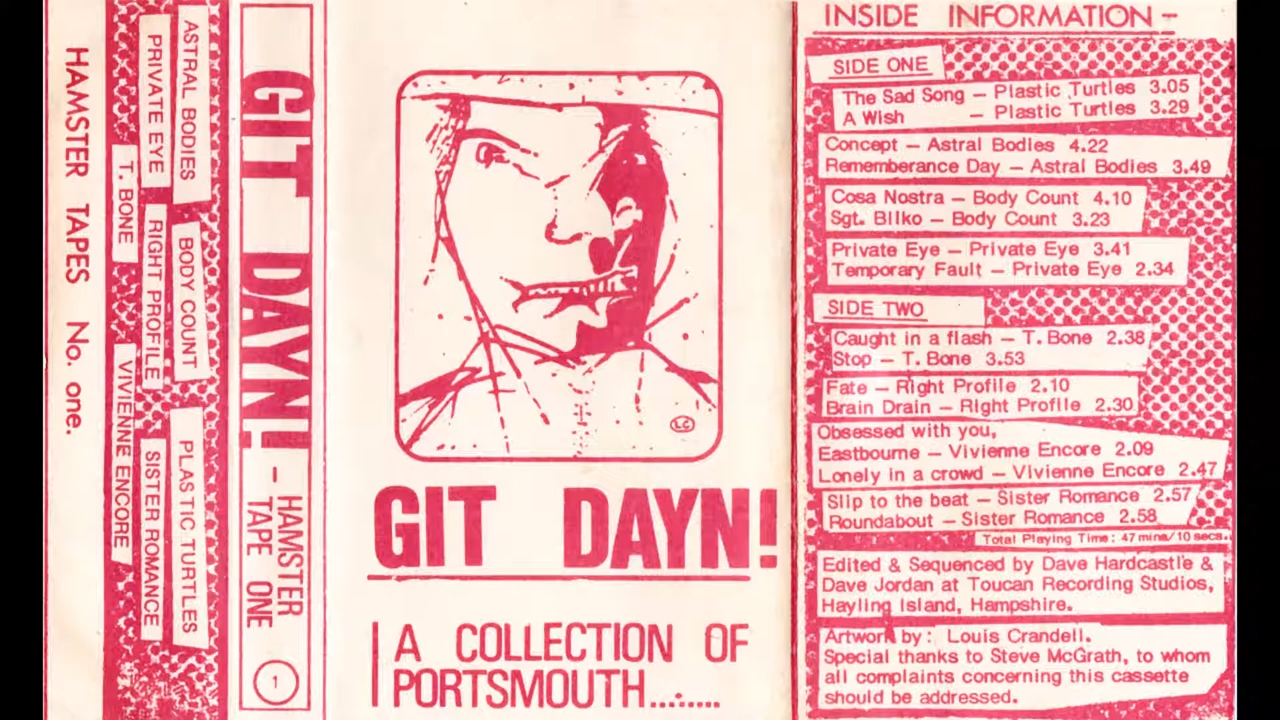 HAMSTER TAPES No. one.
ASTRAL BODIES
BODY COUNT
PLASTIC TURTLES
PRIVATE EYE
RIGHT PROFILE
SISTER ROMANCE
T. BONE
VIVIENNE ENCORE
GIT DAYN! - HAMSTER
TAPE ONE
1
LC
GIT DAYN!
A COLLECTION OF
PORTSMOUTH........
INSIDE INFORMATION -
SIDE ONE
The Sad Song - Plastic Turtles 3.05
A Wish - Plastic Turtles 3.29
Concept - Astral Bodies 4.22
Rememberance Day - Astral Bodies 3.49
Cosa Nostra - Body Count 4.10
Sgt. Bilko - Body Count 3.23
Private Eye - Private Eye 3.41
Temporary Fault - Private Eye 2.34
SIDE TWO
Caught in a flash - T. Bone 2.38
Stop - T. Bone 3.53
Fate - Right Profile 2.10
Brain Drain - Right Profile 2.30
Obsessed with you,
Eastbourne - Vivienne Encore 2.09
Lonely in a crowd - Vivienne Encore 2.47
Slip to the beat - Sister Romance 2.57
Roundabout - Sister Romance 2.58
Total Playing Time: 47 mins/10 secs.
Edited & Sequenced by Dave Hardcastle &
Dave Jordan at Toucan Recording Studios,
Hayling Island, Hampshire.
Artwork by: Louis Crandell.
Special thanks to Steve McGrath, to whom
all complaints concerning this cassette
should be addressed.